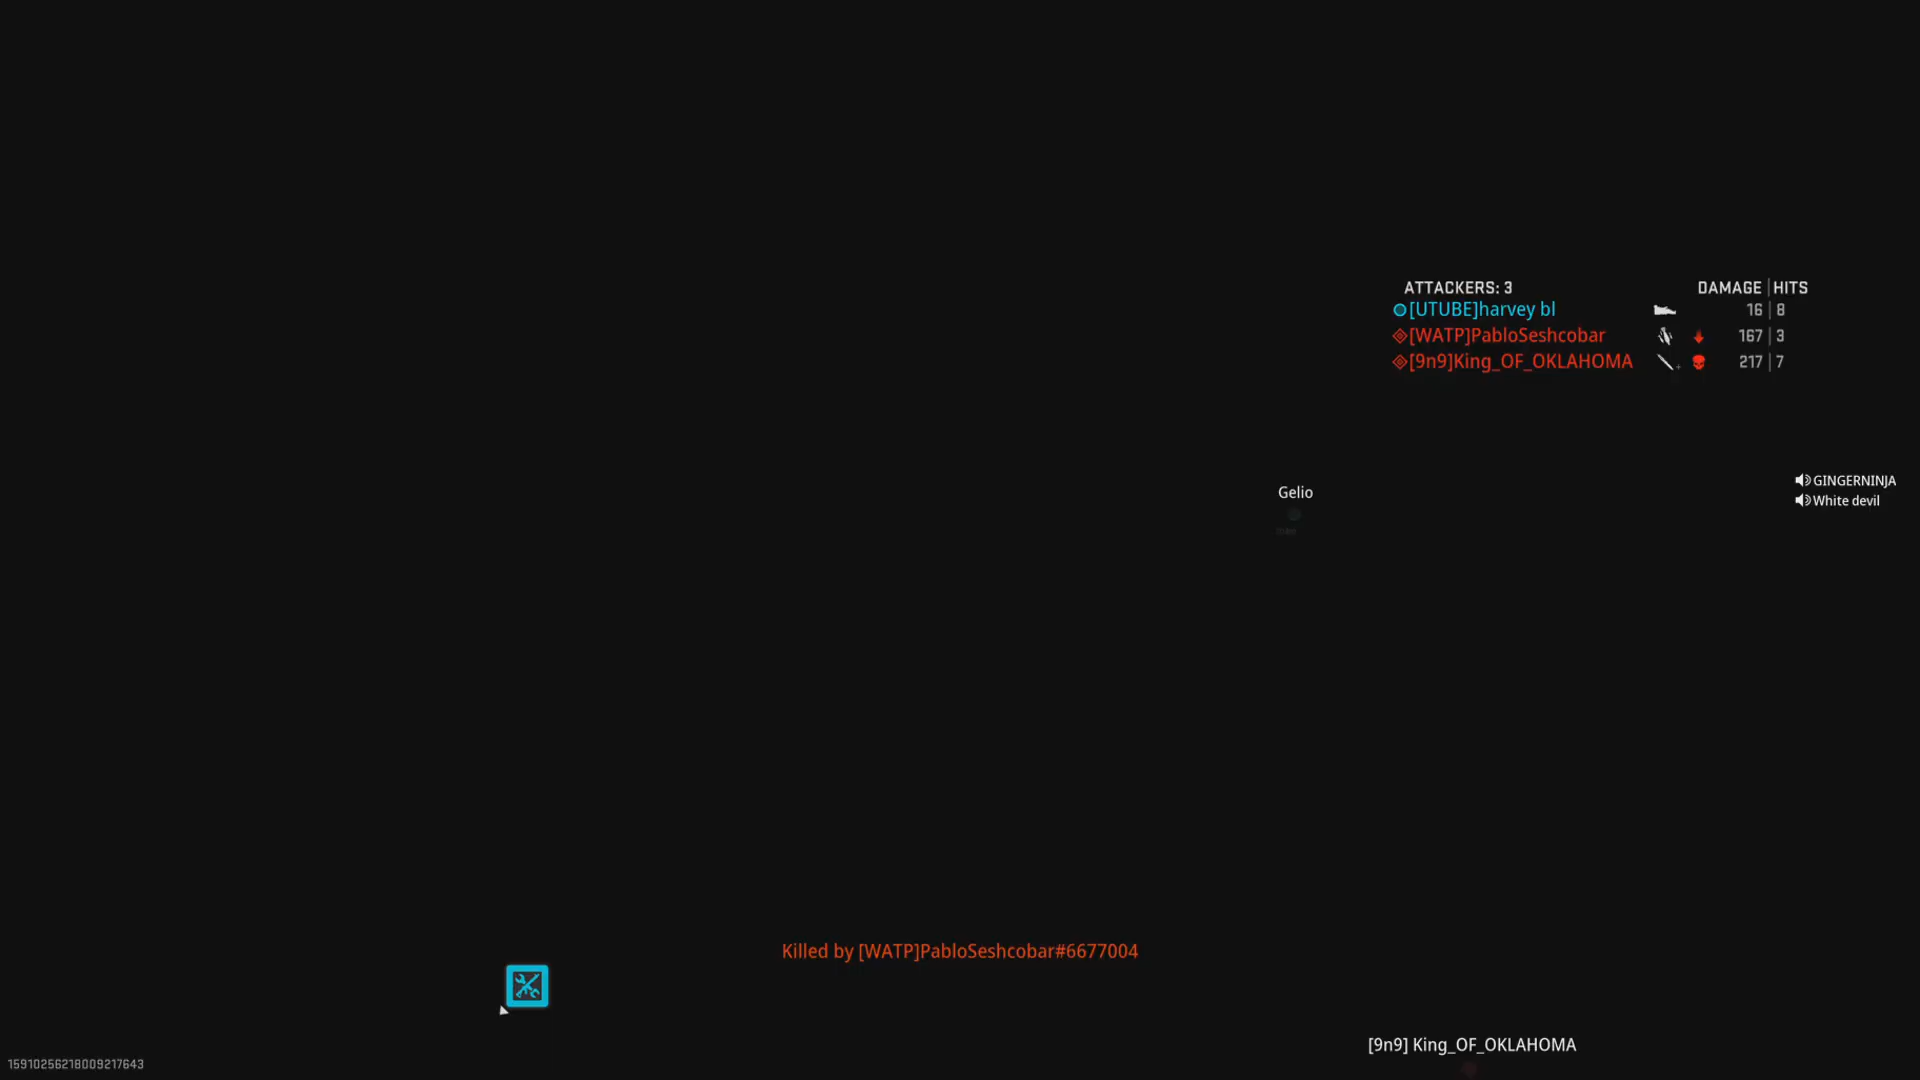 ATTACKERS: 3 DAMAGE HITS
[UTUBE]harvey bl 16 8
[WATP]PabloSeshcobar 167 3
[9n9]King_OF_OKLAHOMA 217 7
GINGERNINJA
Gelio
White devil
Killed by [WATP]PabloSeshcobar#6677004
[9n9] King_OF_OKLAHOMA
15910256218009217643